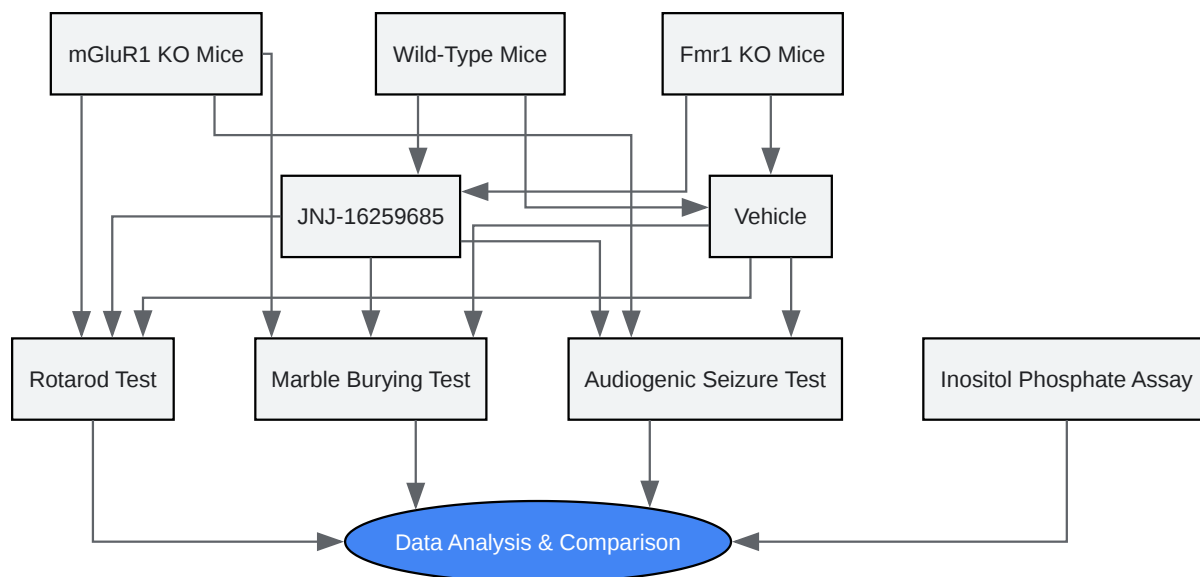 mGluR1 KO Mice
Wild-Type Mice
Fmr1 KO Mice
JNJ-16259685
Vehicle
Rotarod Test
Marble Burying Test
Audiogenic Seizure Test
Inositol Phosphate Assay
Data Analysis & Comparison